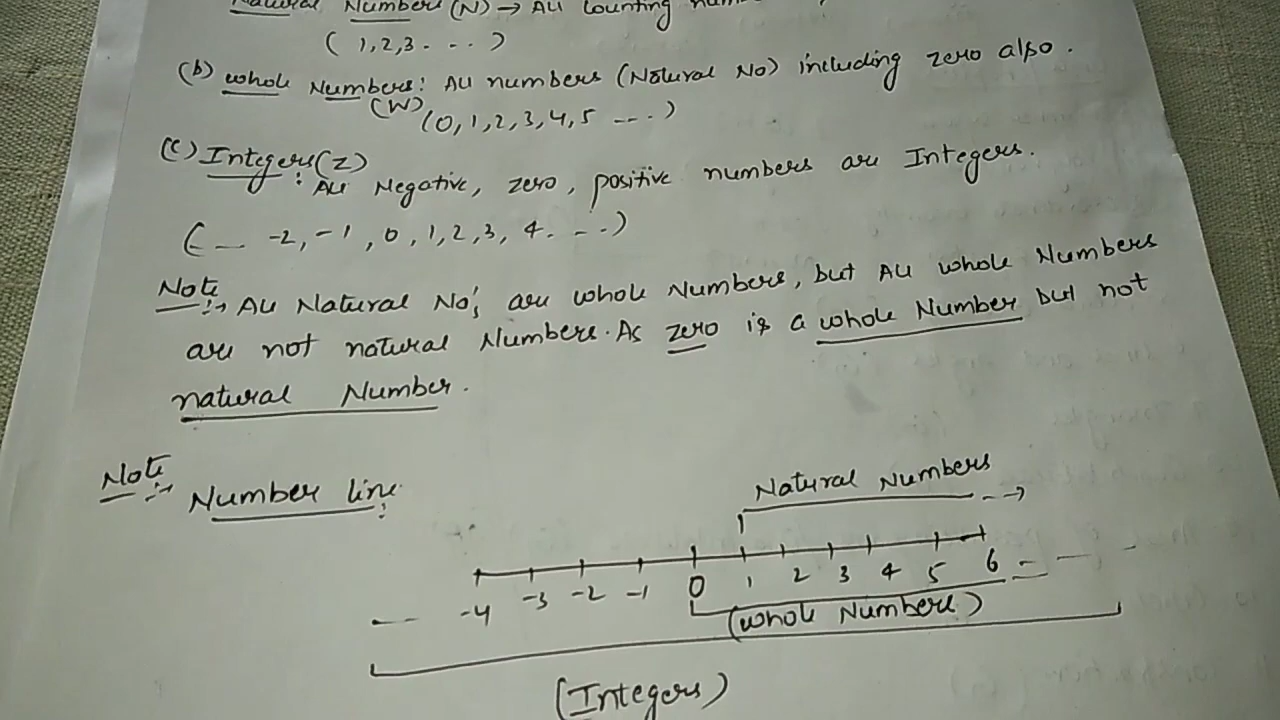 Natural Numbers (N) → All Counting
( 1,2,3 - - - )
(b) whole Numbers: All numbers (Natural No) including zero also.
(W) (0, 1, 2, 3, 4, 5 ---.)
(c) Integers(Z)
: All Negative, zero, positive numbers are Integers.
(_ -2, -1, 0, 1, 2, 3, 4 - - -)
Note :→ All Natural No's are whole Numbers, but All whole Numbers
are not natural Numbers. As zero is a whole Number but not
natural Number.
Note :→ Number line:
Natural Numbers
-4 -3 -2 -1 0 1 2 3 4 5 6
(whole Numbers)
(Integers)